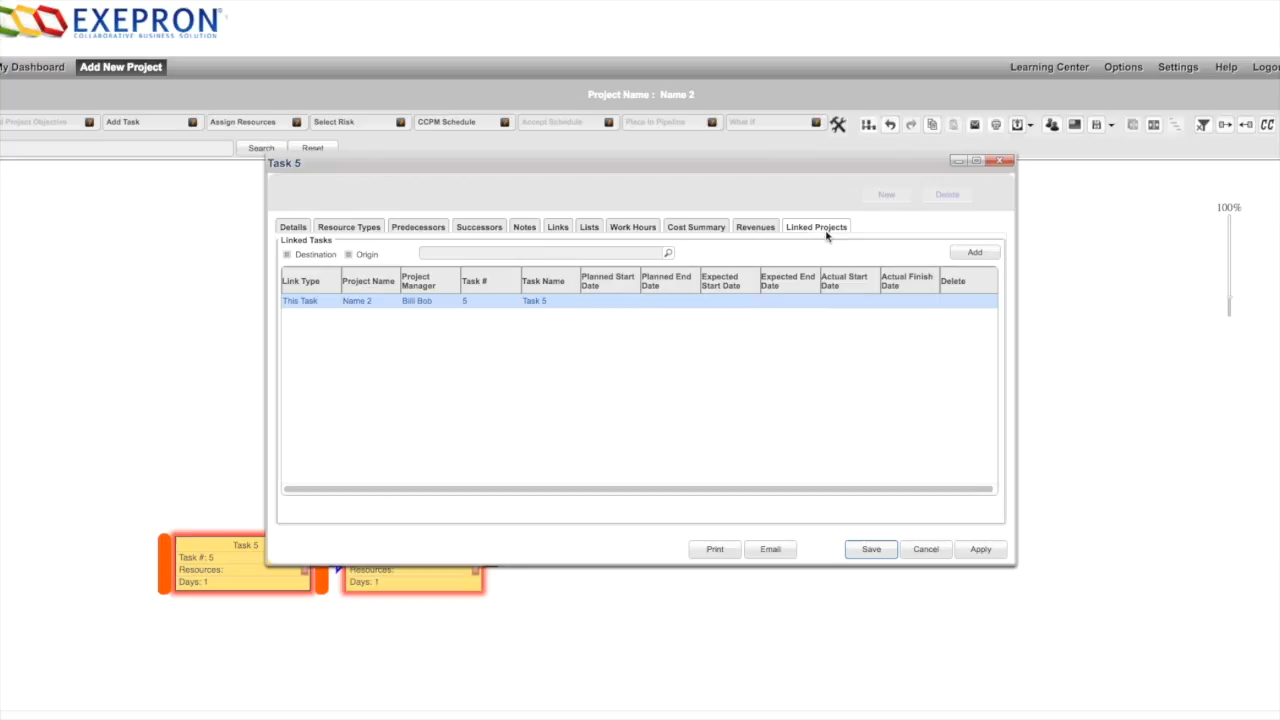 EXEPRON
COLLABORATIVE BUSINESS SOLUTION
My Dashboard Add New Project Learning Center Options Settings Help Logou
Project Name : Name 2
Project Objective Add Task Assign Resources Select Risk CCPM Schedule Accept Schedule Place to Pipeline What If CC
Search Reset
Task 5
New Delete
100%
Details Resource Types Predecessors Successors Notes Links Lists Work Hours Cost Summary Revenues Linked Projects
Linked Tasks
Destination Origin Add
Link Type Project Name Project Manager Task # Task Name Planned Start Date Planned End Date Expected Start Date Expected End Date Actual Start Date Actual Finish Date Delete
This Task Name 2 Billi Bob 5 Task 5
Print Email Save Cancel Apply
Task 5
Task #: 5
Resources: Resources:
Days: 1 Days: 1